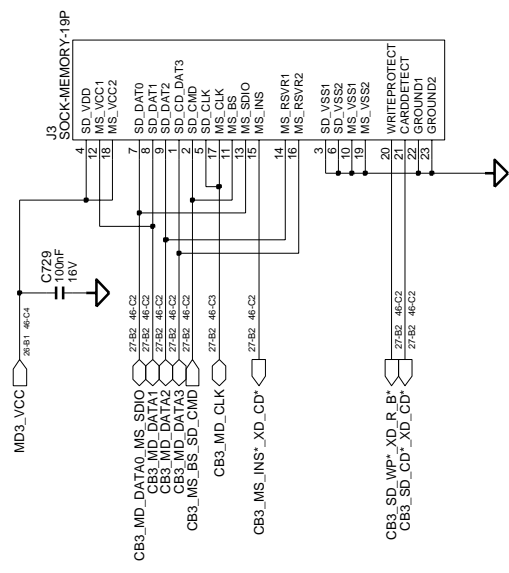 J3
SOCK-MEMORY-19P
4 SD_VDD
12 MS_VCC1
18 MS_VCC2
7 SD_DAT0
8 SD_DAT1
9 SD_DAT2
1 SD_CD_DAT3
2 SD_CMD
5 SD_CLK
17 MS_CLK
11 MS_BS
13 MS_SDIO
15 MS_INS
14 MS_RSVR1
16 MS_RSVR2
3 SD_VSS1
6 SD_VSS2
10 MS_VSS1
19 MS_VSS2
20 WRITEPROTECT
21 CARDDETECT
22 GROUND1
23 GROUND2
C729
100nF
16V
MD3_VCC 26-B1 46-C4
CB3_MD_DATA0_MS_SDIO 27-B2 46-C2
CB3_MD_DATA1 27-B2 46-C2
CB3_MD_DATA2 27-B2 46-C2
CB3_MD_DATA3 27-B2 46-C2
CB3_MS_BS_SD_CMD 27-B2 46-C2
CB3_MD_CLK 27-B2 46-C3
CB3_MS_INS*_XD_CD* 27-B2 46-C2
CB3_SD_WP*_XD_R_B* 27-B2 46-C2
CB3_SD_CD*_XD_CD* 27-B2 46-C2